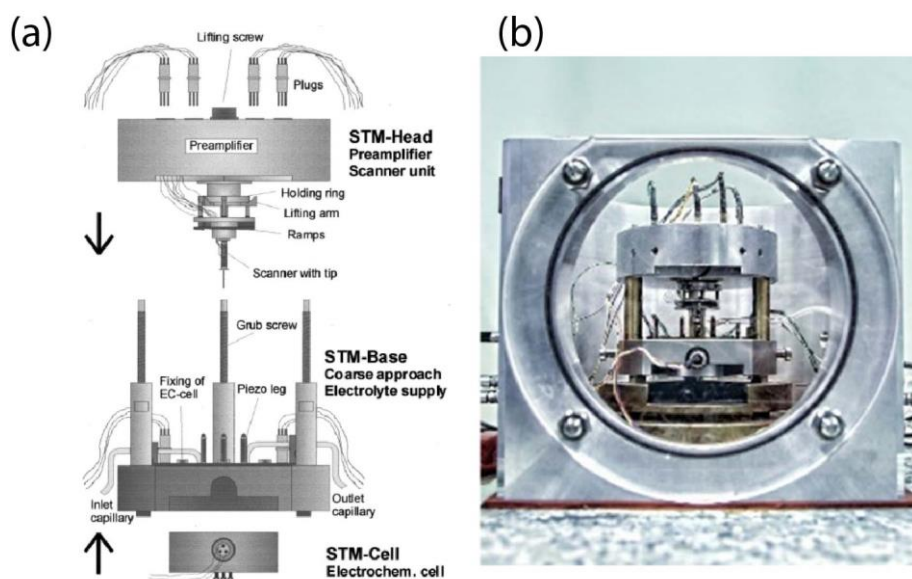 (a)
(b)
Lifting screw
Plugs
Preamplifier
STM-Head
Preamplifier
Scanner unit
Holding ring
Lifting arm
Ramps
Scanner with tip
Grub screw
STM-Base
Coarse approach
Electrolyte supply
Fixing of
EC-cell
Piezo leg
Inlet
capillary
Outlet
capillary
STM-Cell
Electrochem. cell